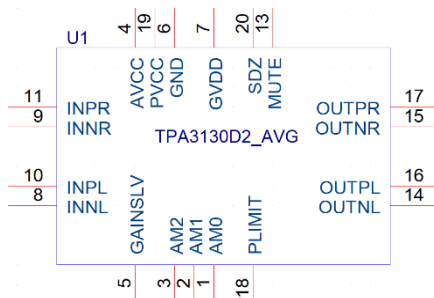 4 19 6 7 20 13
U1
AVCC PVCC GND GVDD SDZ MUTE
11 INPR OUTPR 17
9 INNR OUTNR 15
TPA3130D2_AVG
10 INPL OUTPL 16
8 INNL OUTNL 14
GAINSLV AM2 AM1 AM0 PLIMIT
5 3 2 1 18